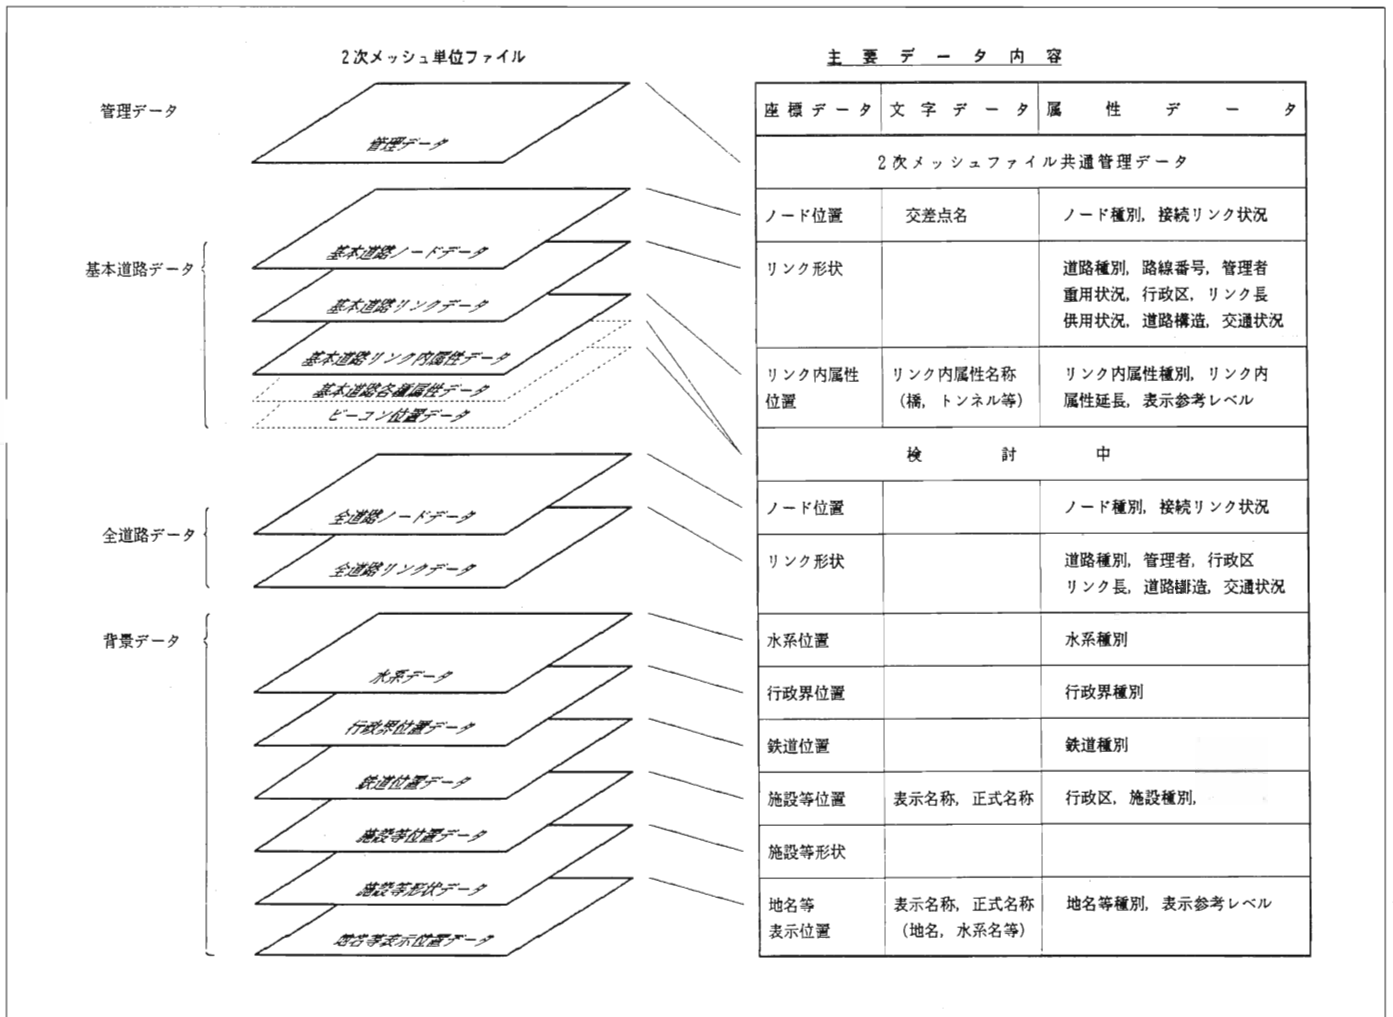 2次メッシュ単位ファイル
管理データ
管理データ
基本道路データ
基本道路ノードデータ
基本道路リンクデータ
基本道路リンク内属性データ
基本道路各種属性データ
ビーコン位置データ
全道路データ
全道路ノードデータ
全道路リンクデータ
背景データ
水系データ
行政界位置データ
鉄道位置データ
施設等位置データ
施設等形状データ
地名等表示位置データ
主要データ内容
座標データ 文字データ 属性データ
2次メッシュファイル共通管理データ
ノード位置 交差点名 ノード種別,接続リンク状況
リンク形状 道路種別,路線番号,管理者
重用状況,行政区,リンク長
供用状況,道路構造,交通状況
リンク内属性 リンク内属性名称 リンク内属性種別,リンク内
位置 (橋,トンネル等) 属性延長,表示参考レベル
検討中
ノード位置 ノード種別,接続リンク状況
リンク形状 道路種別,管理者,行政区
リンク長,道路構造,交通状況
水系位置 水系種別
行政界位置 行政界種別
鉄道位置 鉄道種別
施設等位置 表示名称,正式名称 行政区,施設種別,
施設等形状
地名等 表示名称,正式名称 地名等種別,表示参考レベル
表示位置 (地名,水系名等)